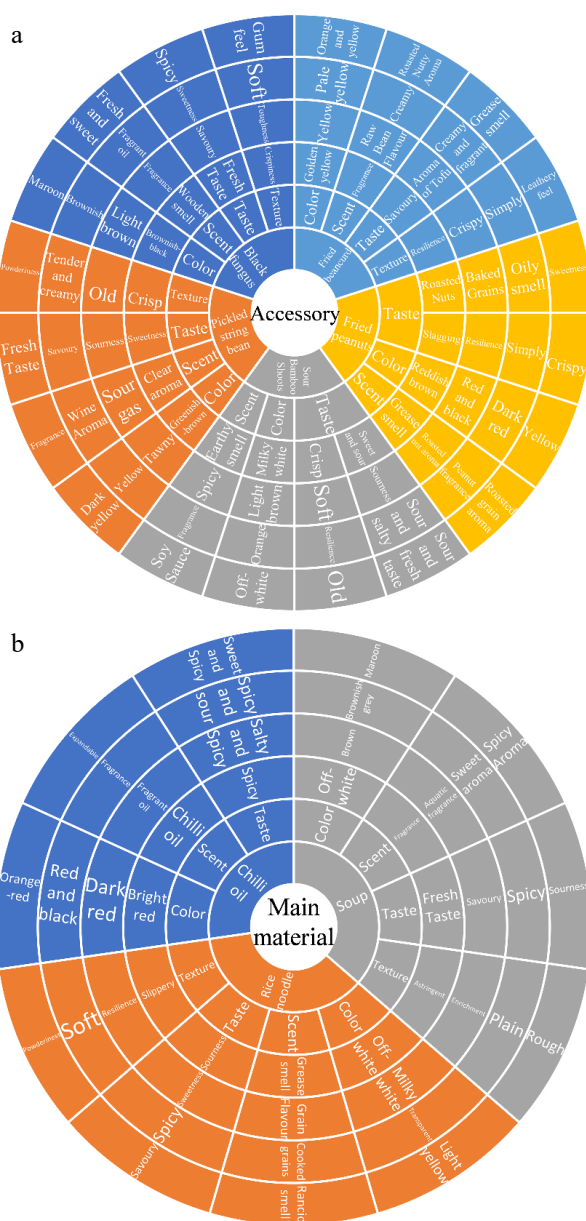 a
Accessory
Fried
beancurd
Color
Golden
yellow
Yellow
Pale
yellow
Orange
and
yellow
Scent
Fragrance
Raw
Bean
Flavour
Creamy
Roasted
Nutty
Aroma
Taste
Savoury
Aroma
of Tofu
Creamy
and
fragrant
Grease
smell
Texture
Resilience
Crispy
Simply
Leathery
feel
Fried
peanuts
Taste
Roasted
Nuts
Baked
Grains
Oily
smell
Sweetness
Slagging
Resilience
Simply
Crispy
Color
Reddish
brown
Red
and
black
Dark
red
Yellow
Scent
Grease
smell
Roasted
nut aroma
Peanut
fragrance
Roasted
grain
aroma
Sour
Bamboo
Shoots
Taste
Sweet
and sour
Sourness
Sour
and
salty
Sour
and
fresh
taste
Crisp
Soft
Resilience
Old
Color
Milky
white
Light
brown
Orange
Off-
white
Scent
Earthy
smell
Spicy
Fragrance
Soy
Sauce
Pickled
string
bean
Color
Greenish
-brown
Tawny
Yellow
Dark
yellow
Scent
Clear
aroma
Sour
gas
Wine
Aroma
Fragrance
Taste
Sweetness
Sourness
Savoury
Fresh
Taste
Texture
Crisp
Old
Tender
and
creamy
Powderiness
Black
fungus
Color
Brownish-
black
Light
brown
Brownish
Maroon
Scent
Wooden
smell
Fragrance
Fragrant
oil
Fresh
and
sweet
Taste
Fresh
Taste
Savoury
Sweetness
Spicy
Texture
Crispiness
Toughness
Soft
Gum
feel
b
Main
material
Soup
Color
Off-
white
Brown
Brownish
grey
Maroon
Scent
Fragrance
Aquatic
fragrance
Sweet
aroma
Spicy
Aroma
Taste
Fresh
Taste
Savoury
Spicy
Sourness
Texture
Astringent
Enrichment
Plain
Rough
Rice
noodle
Color
Off-
white
Milky
white
Transparent
Light
yellow
Scent
Grease
smell
Grain
Flavour
Cooked
grains
Rancid
smell
Taste
Sourness
Sweetness
Spicy
Savoury
Texture
Slippery
Resilience
Soft
Powderiness
Chilli
oil
Color
Bright
red
Dark
red
Red
and
black
Orange
-red
Scent
Chilli
oil
Fragrant
oil
Fragrance
Expandable
Taste
Spicy
Salty
and
Spicy
Spicy
and
sour
Sweet
and
Spicy